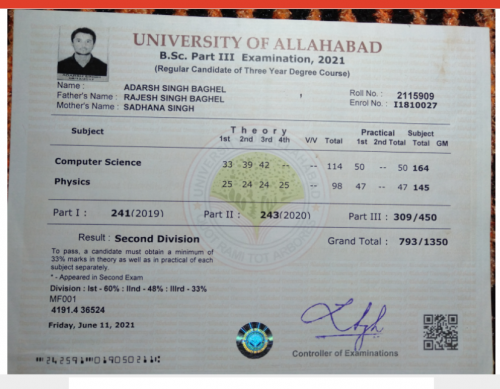 UNIVERSITY OF ALLAHABAD
B.Sc. Part III Examination, 2021
(Regular Candidate of Three Year Degree Course)
Name : ADARSH SINGH BAGHEL
Father's Name : RAJESH SINGH BAGHEL
Mother's Name : SADHANA SINGH
Roll No. : 2115909
Enrol No. : I1810027
Subject Theory Practical Subject
1st 2nd 3rd 4th V/V Total 1st 2nd Total Total GM
Computer Science 33 39 42 -- -- 114 50 -- 50 164
Physics 25 24 24 25 -- 98 47 -- 47 145
Part I : 241(2019) Part II : 243(2020) Part III : 309/450
Result : Second Division Grand Total : 793/1350
To pass, a candidate must obtain a minimum of
33% marks in theory as well as in practical of each
subject separately.
* - Appeared in Second Exam
Division : Ist - 60% : IInd - 48% : IIIrd - 33%
MF001
4191.4 36524
Friday, June 11, 2021
Controller of Examinations